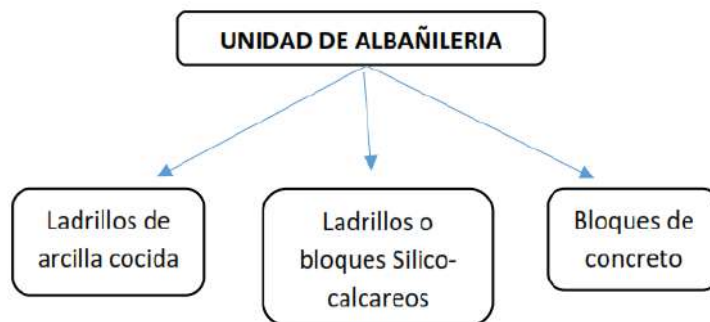 UNIDAD DE ALBAÑILERIA
Ladrillos de
arcilla cocida
Ladrillos o
bloques Silico-
calcareos
Bloques de
concreto